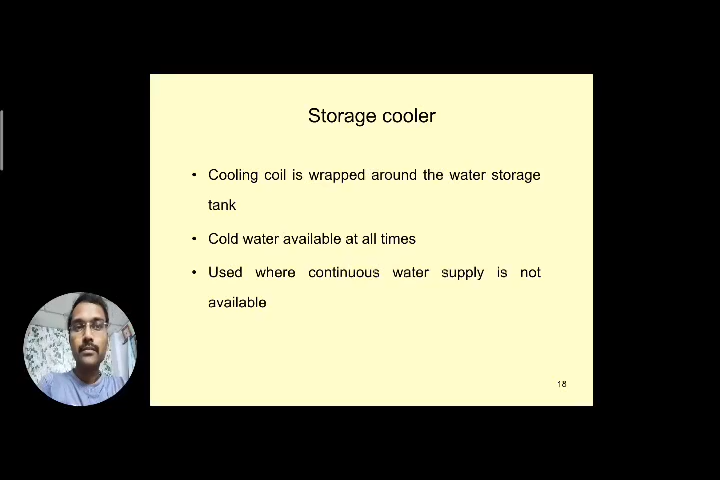 Storage cooler
• Cooling coil is wrapped around the water storage
tank
• Cold water available at all times
• Used where continuous water supply is not
available
18